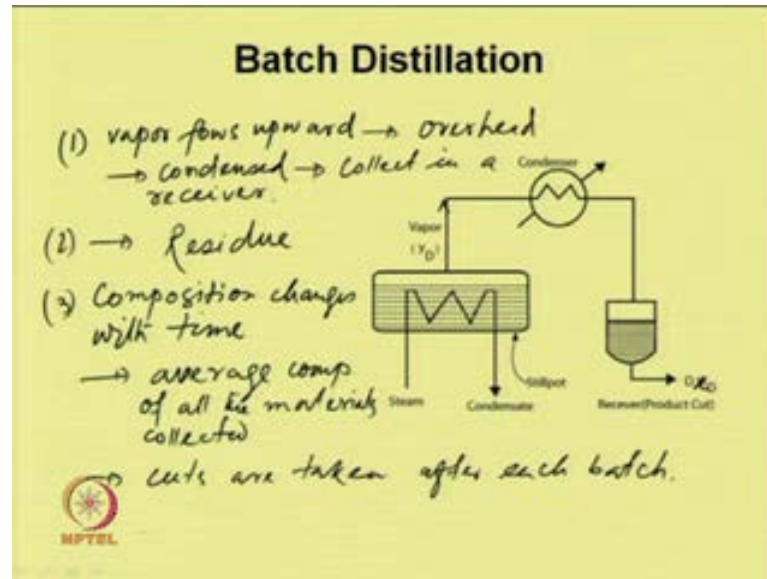 Batch Distillation
(1) vapor fows upward → overhead
→ condensed → collect in a
receiver.
(2) → Residue
(3) Composition changes
with time
→ average comp
of all the materials
collected
→ cuts are taken after each batch.
Condenser
Vapor
(Y_D)
Stillpot
Steam
Condensate
D, x_D
Receiver(Product Cut)
NPTEL